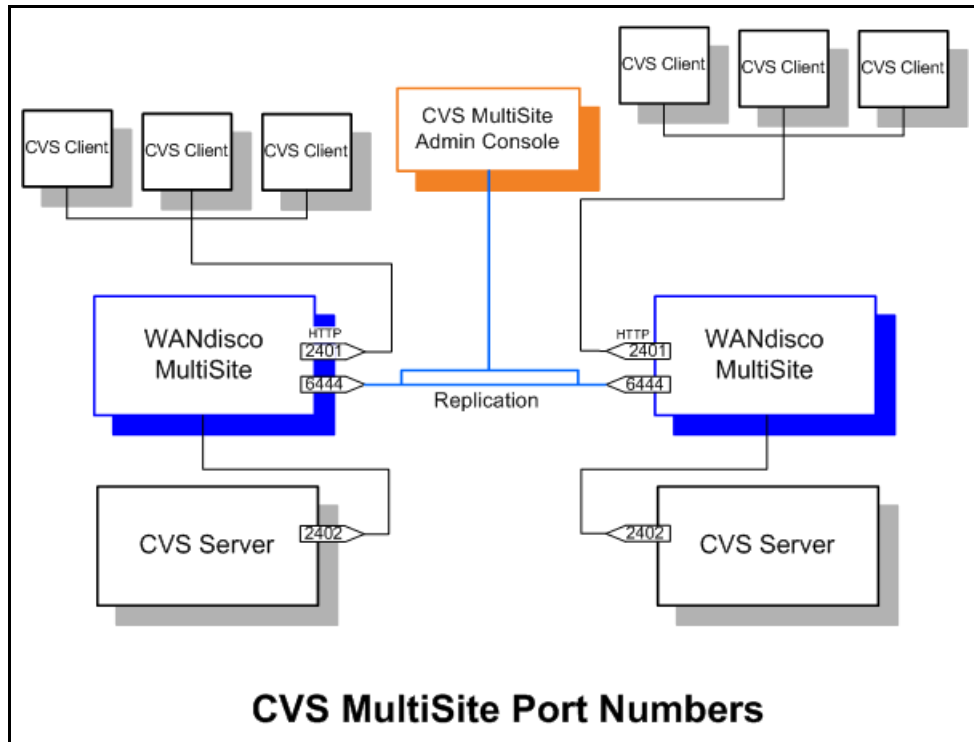 CVS Client
CVS Client
CVS Client
CVS MultiSite
Admin Console
CVS Client
CVS Client
CVS Client
WANdisco
MultiSite
HTTP
2401
6444
Replication
HTTP
2401
6444
WANdisco
MultiSite
CVS Server
2402
2402
CVS Server
CVS MultiSite Port Numbers